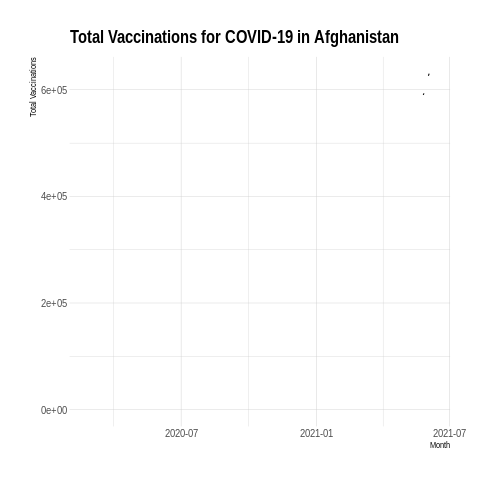 Total Vaccinations for COVID-19 in Afghanistan
Total Vaccinations
6e+05
4e+05
2e+05
0e+00
2020-07
2021-01
2021-07
Month